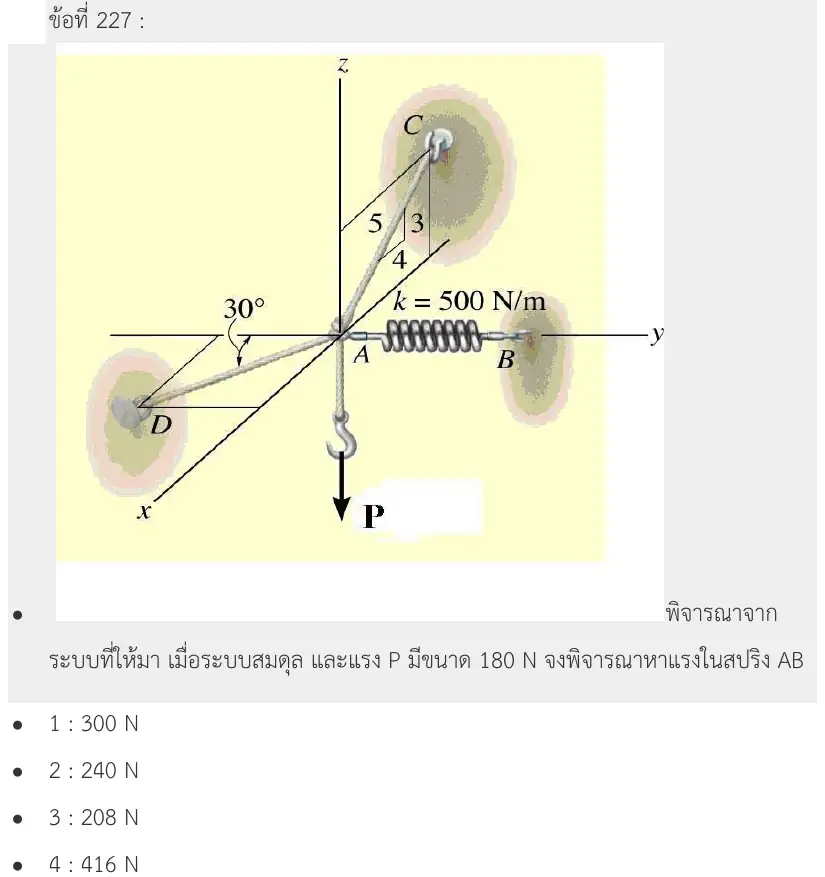 ข้อที่ 227 :
z
C
5
3
4
30°
k = 500 N/m
A
B
y
D
x
P
พิจารณาจาก
ระบบที่ให้มา เมื่อระบบสมดุล และแรง P มีขนาด 180 N จงพิจารณาหาแรงในสปริง AB
1 : 300 N
2 : 240 N
3 : 208 N
4 : 416 N